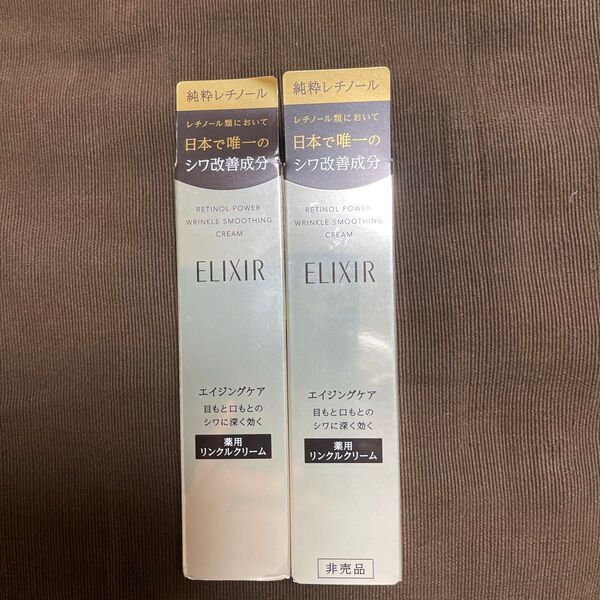 純粋レチノール
レチノール類において
日本で唯一の
シワ改善成分
RETINOL POWER
WRINKLE SMOOTHING
CREAM
ELIXIR
エイジングケア
目もと口もとの
シワに深く効く
薬用
リンクルクリーム
純粋レチノール
レチノール類において
日本で唯一の
シワ改善成分
RETINOL POWER
WRINKLE SMOOTHING
CREAM
ELIXIR
エイジングケア
目もと口もとの
シワに深く効く
薬用
リンクルクリーム
非売品